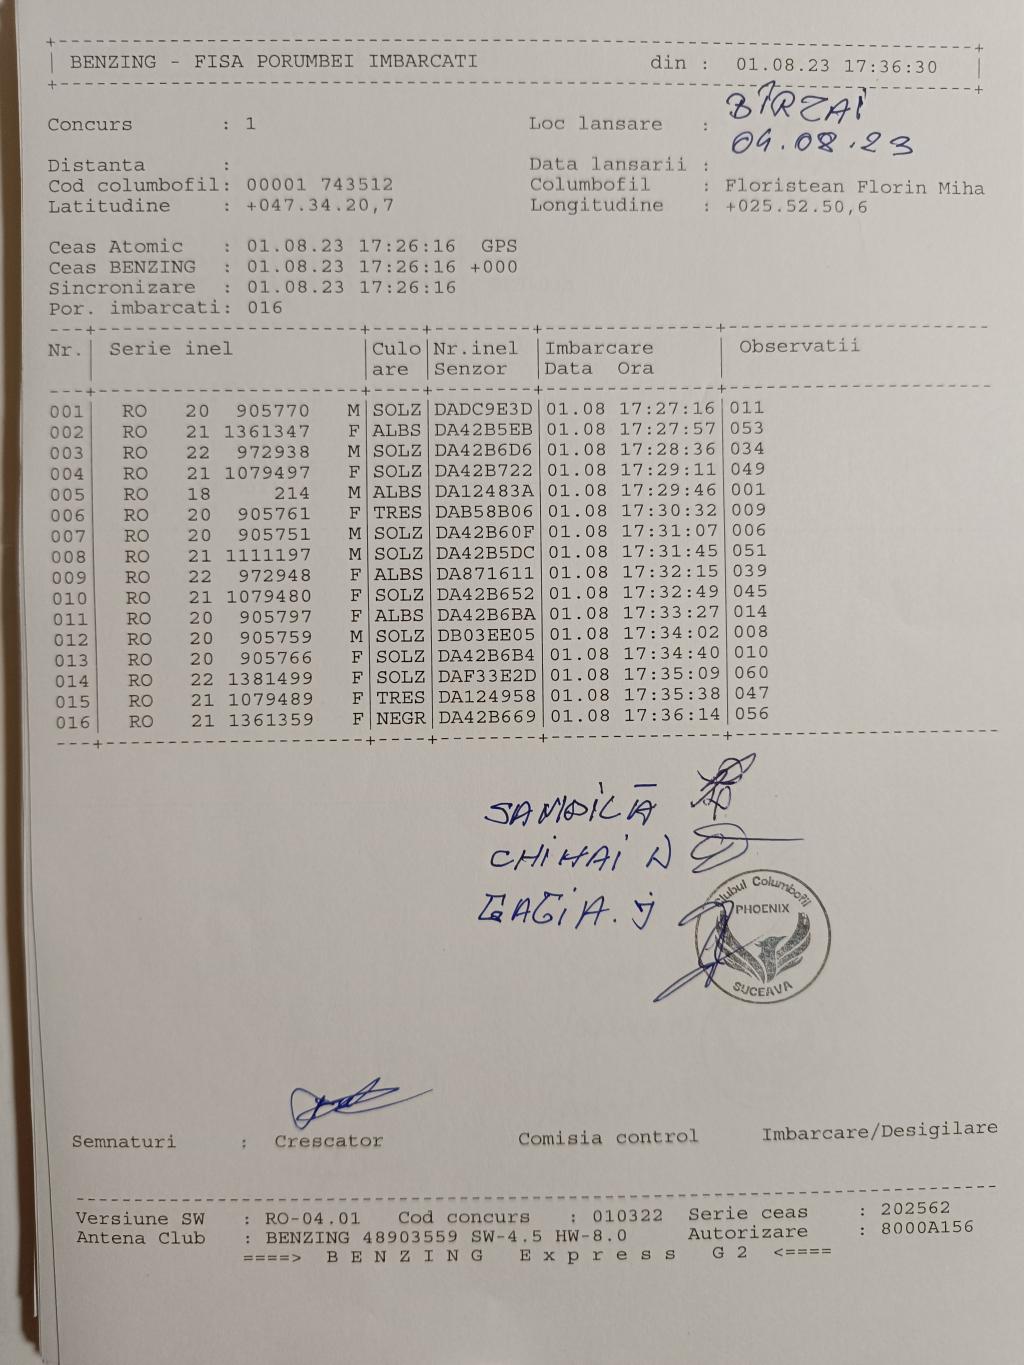 BENZING - FISA PORUMBEI IMBARCATI din : 01.08.23 17:36:30
Concurs : 1 Loc lansare : BÎRZAI
04.08.23
Distanta : Data lansarii :
Cod columbofil: 00001 743512 Columbofil : Floristean Florin Miha
Latitudine : +047.34.20,7 Longitudine : +025.52.50,6
Ceas Atomic : 01.08.23 17:26:16 GPS
Ceas BENZING : 01.08.23 17:26:16 +000
Sincronizare : 01.08.23 17:26:16
Por. imbarcati: 016
Nr. Serie inel Culo Nr.inel Imbarcare Observatii
are Senzor Data Ora
001 RO 20 905770 M SOLZ DADC9E3D 01.08 17:27:16 011
002 RO 21 1361347 F ALBS DA42B5EB 01.08 17:27:57 053
003 RO 22 972938 M SOLZ DA42B6D6 01.08 17:28:36 034
004 RO 21 1079497 F SOLZ DA42B722 01.08 17:29:11 049
005 RO 18 214 M ALBS DA12483A 01.08 17:29:46 001
006 RO 20 905761 F TRES DAB58B06 01.08 17:30:32 009
007 RO 20 905751 M SOLZ DA42B60F 01.08 17:31:07 006
008 RO 21 1111197 M SOLZ DA42B5DC 01.08 17:31:45 051
009 RO 22 972948 F ALBS DA871611 01.08 17:32:15 039
010 RO 21 1079480 F SOLZ DA42B652 01.08 17:32:49 045
011 RO 20 905797 F ALBS DA42B6BA 01.08 17:33:27 014
012 RO 20 905759 M SOLZ DB03EE05 01.08 17:34:02 008
013 RO 20 905766 F SOLZ DA42B6B4 01.08 17:34:40 010
014 RO 22 1381499 F SOLZ DAF33E2D 01.08 17:35:09 060
015 RO 21 1079489 F TRES DA124958 01.08 17:35:38 047
016 RO 21 1361359 F NEGR DA42B669 01.08 17:36:14 056
CHIHAI N
GAGIA. J
Clubul Columbofil
PHOENIX
SUCEAVA
Semnaturi : Crescator Comisia control Imbarcare/Desigilare
Versiune SW : RO-04.01 Cod concurs : 010322 Serie ceas : 202562
Antena Club : BENZING 48903559 SW-4.5 HW-8.0 Autorizare : 8000A156
====> B E N Z I N G E x p r e s s G 2 <====